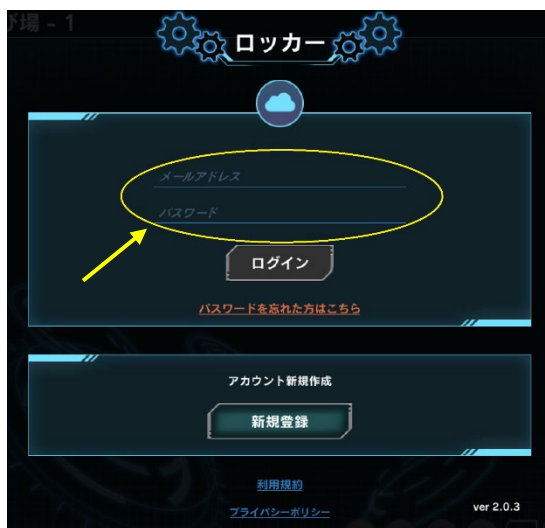 び場 - 1
ロッカー
メールアドレス
パスワード
ログイン
パスワードを忘れた方はこちら
アカウント新規作成
新規登録
利用規約
プライバシーポリシー
ver 2.0.3